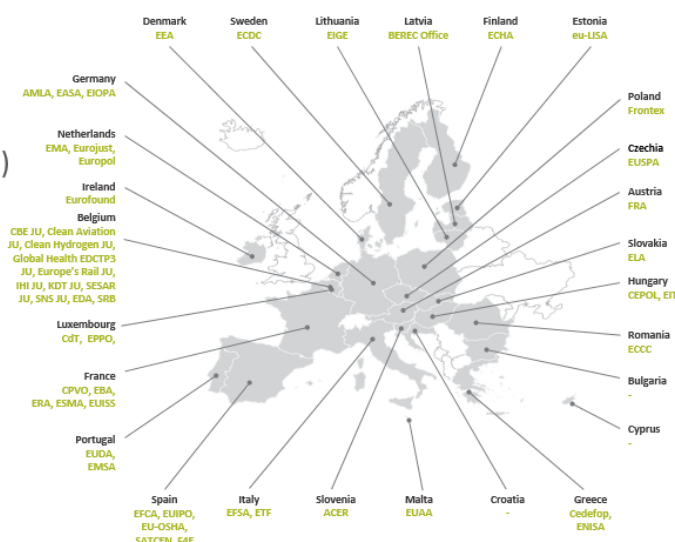 Denmark
EEA
Sweden
ECDC
Lithuania
EIGE
Latvia
BEREC Office
Finland
ECHA
Estonia
eu-LISA
Germany
AMLA, EASA, EIOPA
Netherlands
EMA, Eurojust,
Europol
)
Ireland
Eurofound
Belgium
CBE JU, Clean Aviation
JU, Clean Hydrogen JU,
Global Health EDCTP3
JU, Europe's Rail JU,
IHI JU, KDT JU, SESAR
JU, SNS JU, EDA, SRB
Luxembourg
CdT, EPPO,
France
CPVO, EBA,
ERA, ESMA, EUISS
Portugal
EUDA,
EMSA
Spain
EFCA, EUIPO,
EU-OSHA,
SATCEN, F4E
Italy
EFSA, ETF
Slovenia
ACER
Malta
EUAA
Croatia
-
Greece
Cedefop,
ENISA
Poland
Frontex
Czechia
EUSPA
Austria
FRA
Slovakia
ELA
Hungary
CEPOL, EIT
Romania
ECCC
Bulgaria
-
Cyprus
-